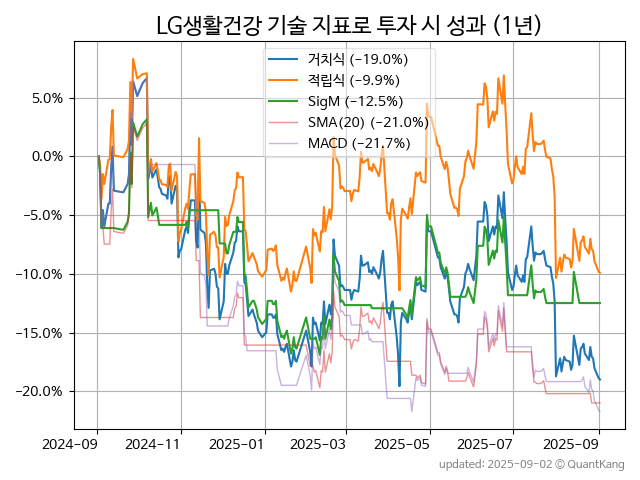 LG생활건강 기술 지표로 투자 시 성과 (1년)
거치식 (−19.0%)
적립식 (−9.9%)
SigM (−12.5%)
SMA(20) (−21.0%)
MACD (−21.7%)
5.0%
0.0%
−5.0%
−10.0%
−15.0%
−20.0%
2024-09 2024-11 2025-01 2025-03 2025-05 2025-07 2025-09
updated: 2025-09-02 © QuantKang